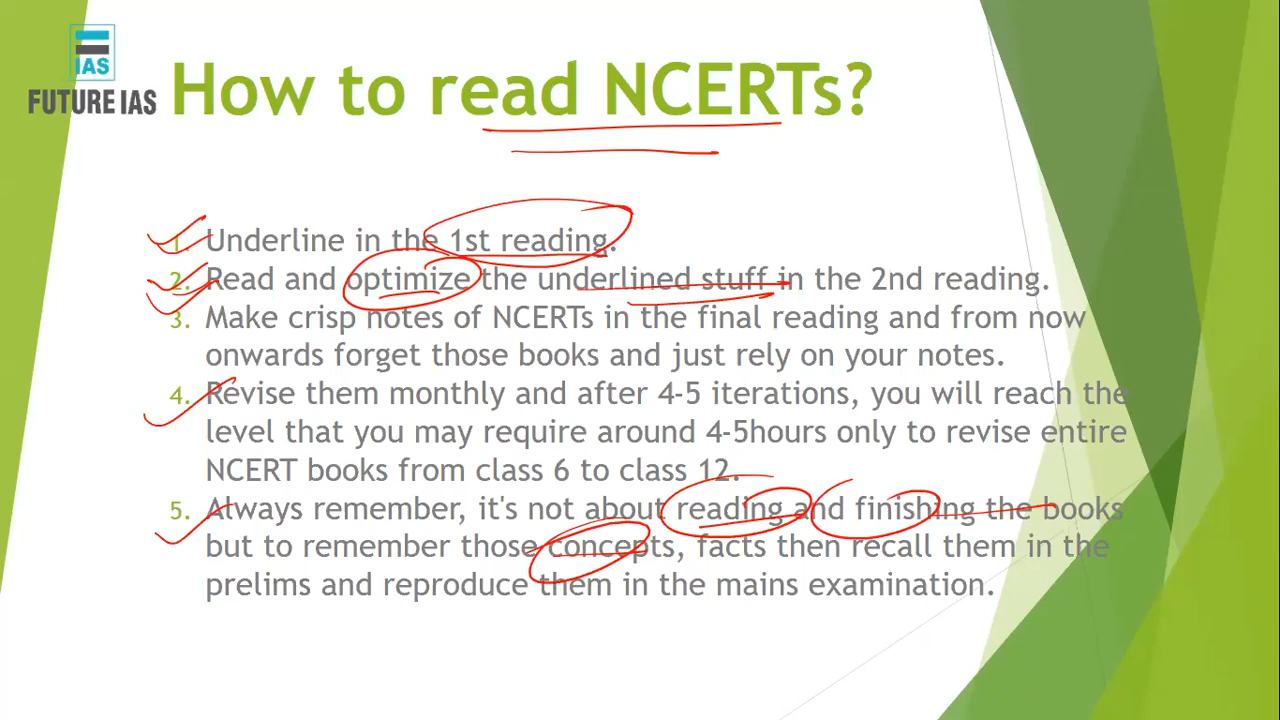 IAS
FUTURE IAS
How to read NCERTs?
1. Underline in the 1st reading.
2. Read and optimize the underlined stuff in the 2nd reading.
3. Make crisp notes of NCERTs in the final reading and from now
onwards forget those books and just rely on your notes.
4. Revise them monthly and after 4-5 iterations, you will reach the
level that you may require around 4-5hours only to revise entire
NCERT books from class 6 to class 12.
5. Always remember, it's not about reading and finishing the books
but to remember those concepts, facts then recall them in the
prelims and reproduce them in the mains examination.